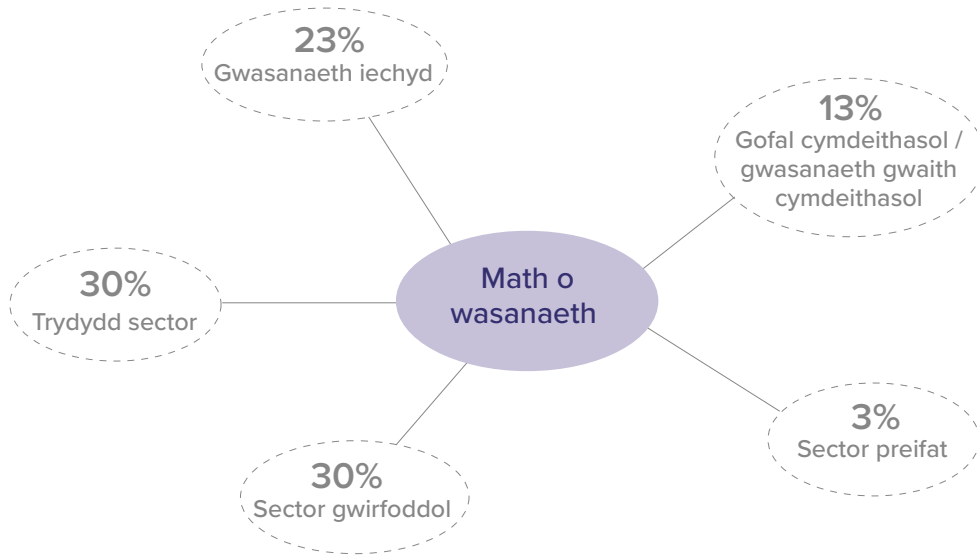 23%
Gwasanaeth iechyd
13%
Gofal cymdeithasol /
gwasanaeth gwaith
cymdeithasol
30%
Trydydd sector
Math o
wasanaeth
3%
Sector preifat
30%
Sector gwirfoddol